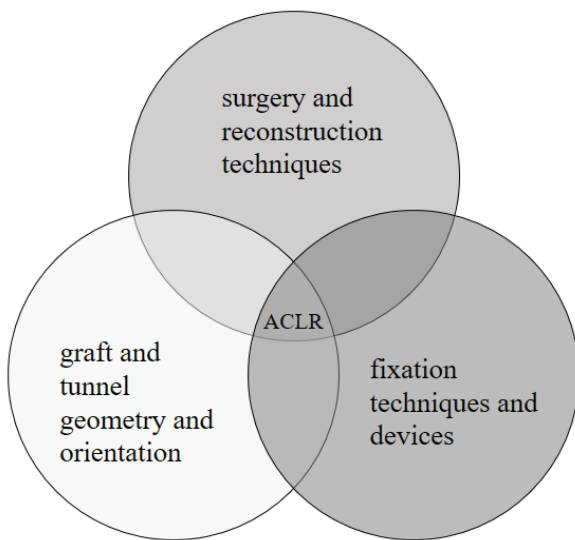 surgery and
reconstruction
techniques
ACLR
graft and
tunnel
geometry and
orientation
fixation
techniques and
devices